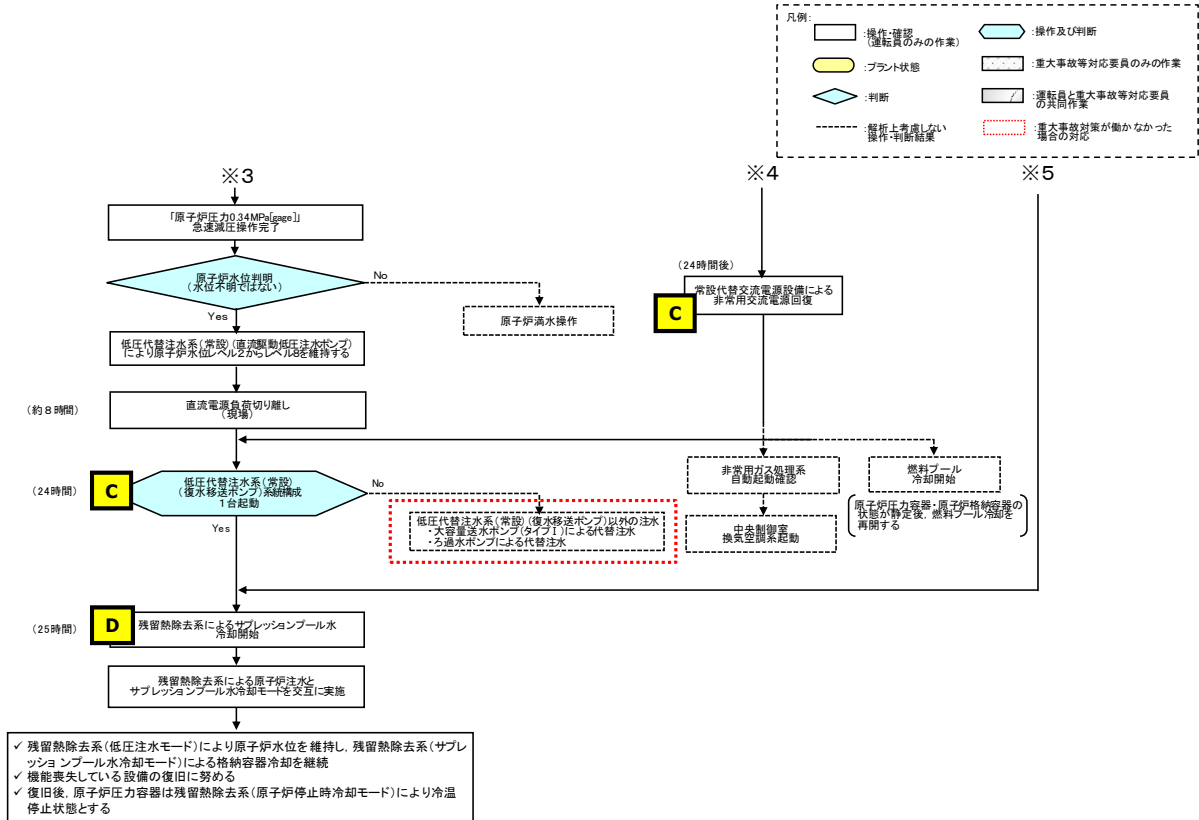 凡例:
:操作・確認
(運転員のみの作業)
:操作及び判断
:プラント状態
:重大事故等対応要員のみの作業
:判断
:運転員と重大事故等対応要員
の共同作業
:解析上考慮しない
操作・判断結果
:重大事故対策が働かなかった
場合の対応
※3
※4
※5
「原子炉圧力0.34MPa[gage]」
急速減圧操作完了
原子炉水位判明
(水位不明ではない)
No
Yes
原子炉満水操作
(24時間後)
常設代替交流電源設備による
非常用交流電源回復
C
低圧代替注水系(常設)(直流駆動低圧注水ポンプ)
により原子炉水位レベル2からレベル8を維持する
(約8時間)
直流電源負荷切り離し
(現場)
(24時間)
C
低圧代替注水系(常設)
(復水移送ポンプ)系統構成
1台起動
No
Yes
低圧代替注水系(常設)(復水移送ポンプ)以外の注水
・大容量送水ポンプ(タイプⅠ)による代替注水
・ろ過水ポンプによる代替注水
非常用ガス処理系
自動起動確認
中央制御室
換気空調系起動
燃料プール
冷却開始
原子炉圧力容器・原子炉格納容器の
状態が静定後,燃料プール冷却を
再開する
(25時間)
D
残留熱除去系によるサプレッションプール水
冷却開始
残留熱除去系による原子炉注水と
サプレッションプール水冷却モードを交互に実施
✓ 残留熱除去系(低圧注水モード)により原子炉水位を維持し,残留熱除去系(サプレ
ッションプール水冷却モード)による格納容器冷却を継続
✓ 機能喪失している設備の復旧に努める
✓ 復旧後,原子炉圧力容器は残留熱除去系(原子炉停止時冷却モード)により冷温
停止状態とする